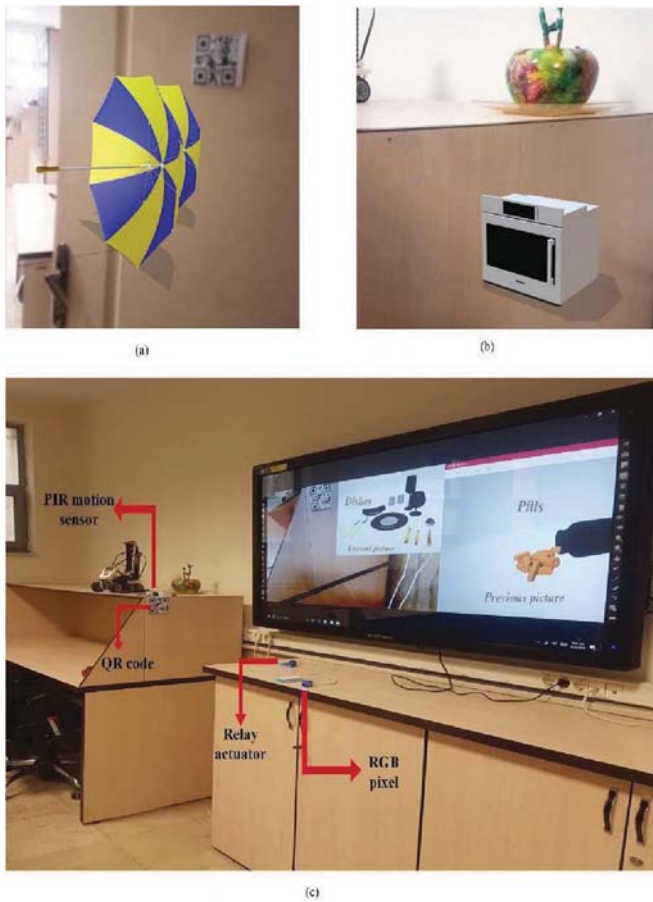 (a)
(b)
PIR motion
sensor
QR code
Relay
actuator
RGB
pixel
Dishes
Current picture
Pills
Previous picture
(c)